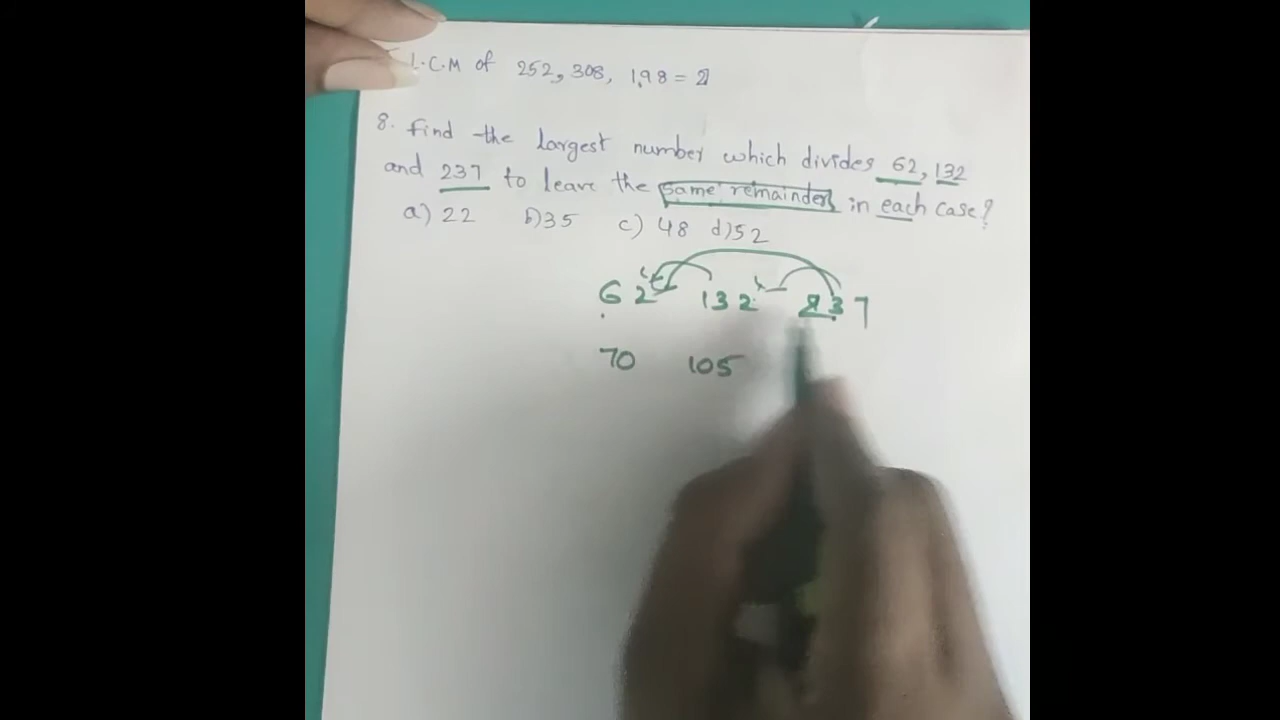 L.C.M of 252, 308, 198 = 2
8. Find the largest number which divides 62, 132
and 237 to leave the same remainder in each case?
a) 22 b) 35 c) 48 d) 52
62 132 237
70 105